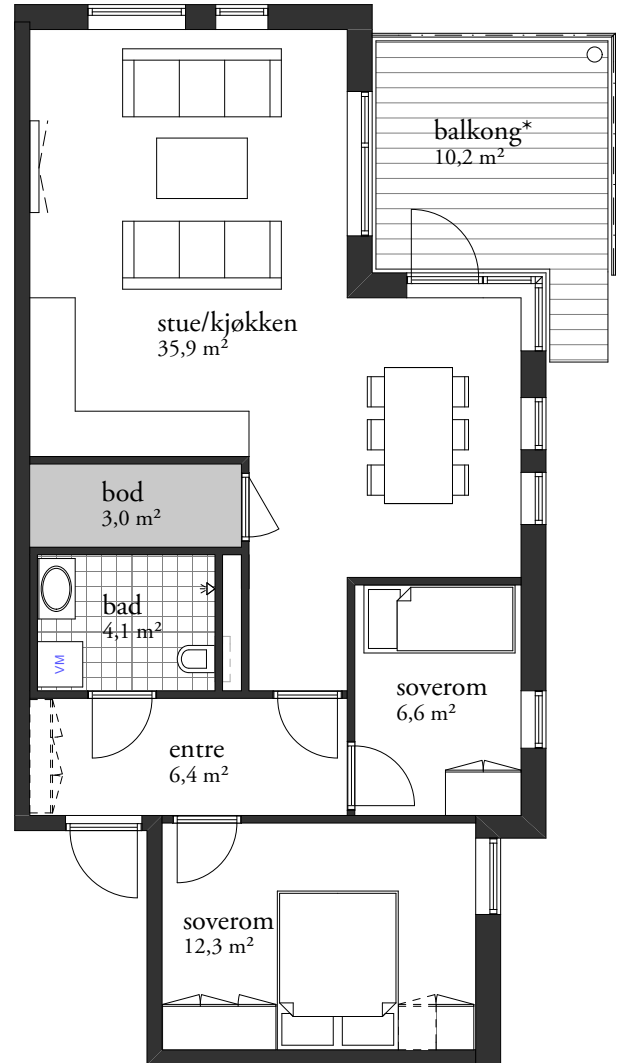 balkong*
10,2 m²
stue/kjøkken
35,9 m²
bod
3,0 m²
bad
4,1 m²
VM
soverom
6,6 m²
entre
6,4 m²
soverom
12,3 m²